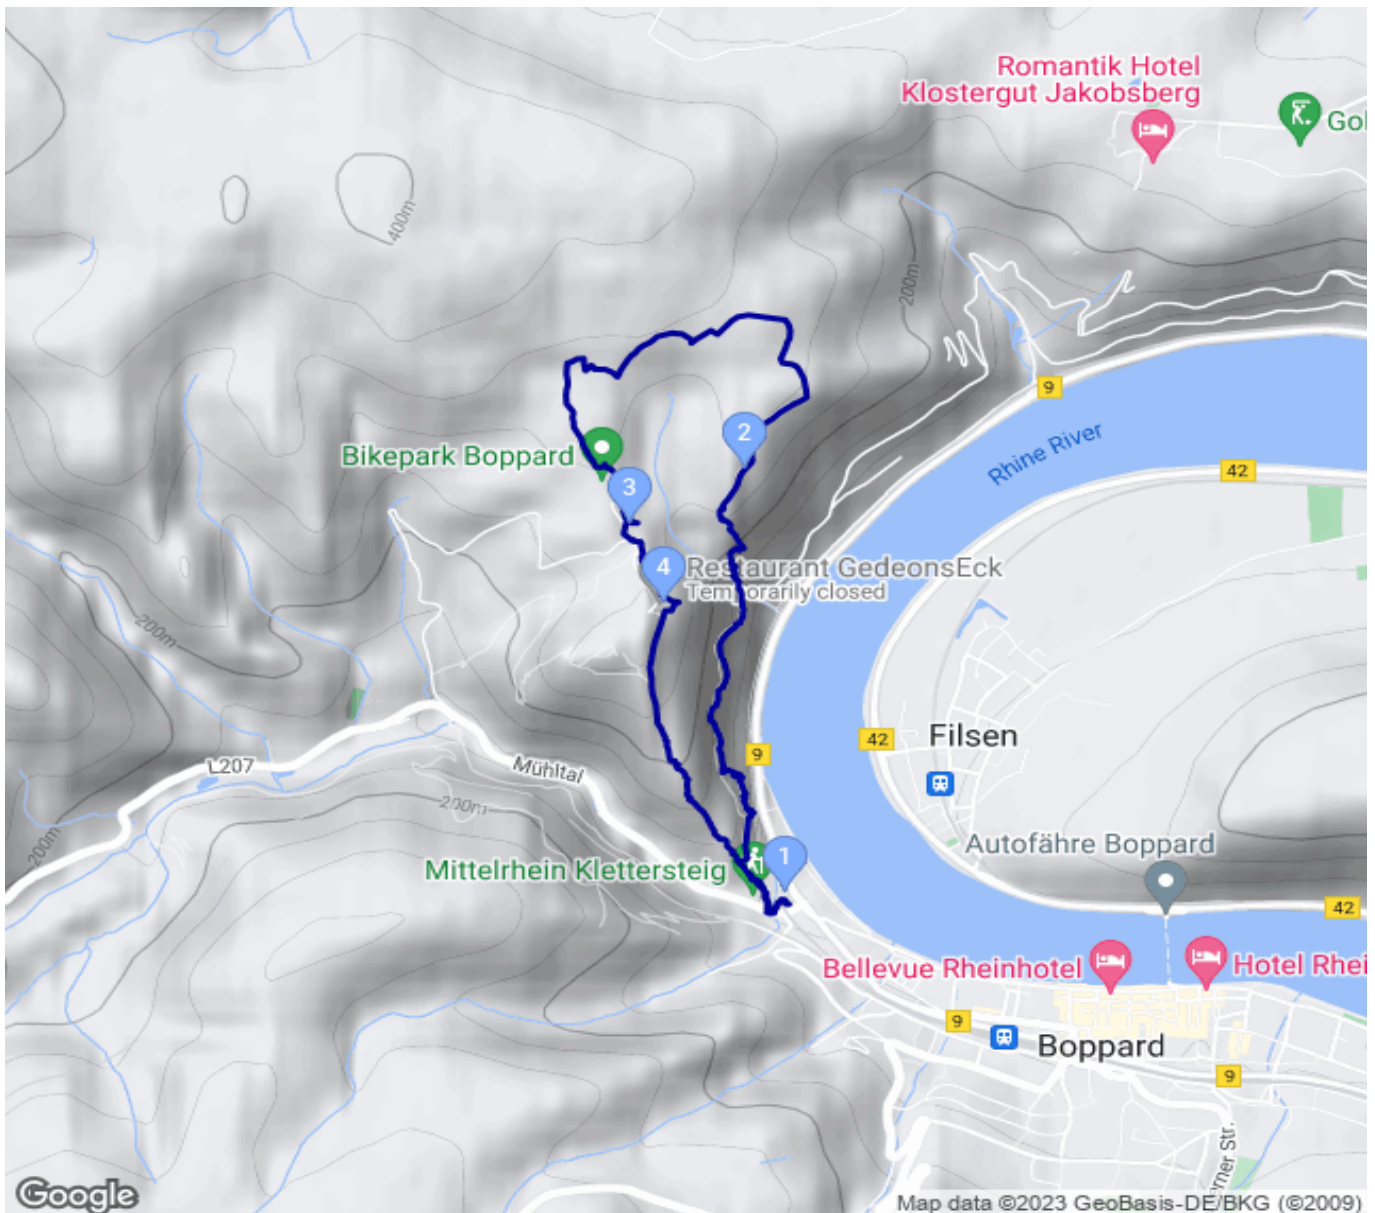 Romantik Hotel
Klostergut Jakobsberg
Gol
400m
200m
9
Rhine River
42
2
Bikepark Boppard
3
4
Restaurant GedeonsEck
Temporarily closed
200m
Filsen
42
9
L207
Mühltal
200m
200m
Autofähre Boppard
1
Mittelrhein Klettersteig
42
Bellevue Rheinhotel
Hotel Rhei
9
Boppard
9
erner Str.
Google
Map data ©2023 GeoBasis-DE/BKG (©2009)